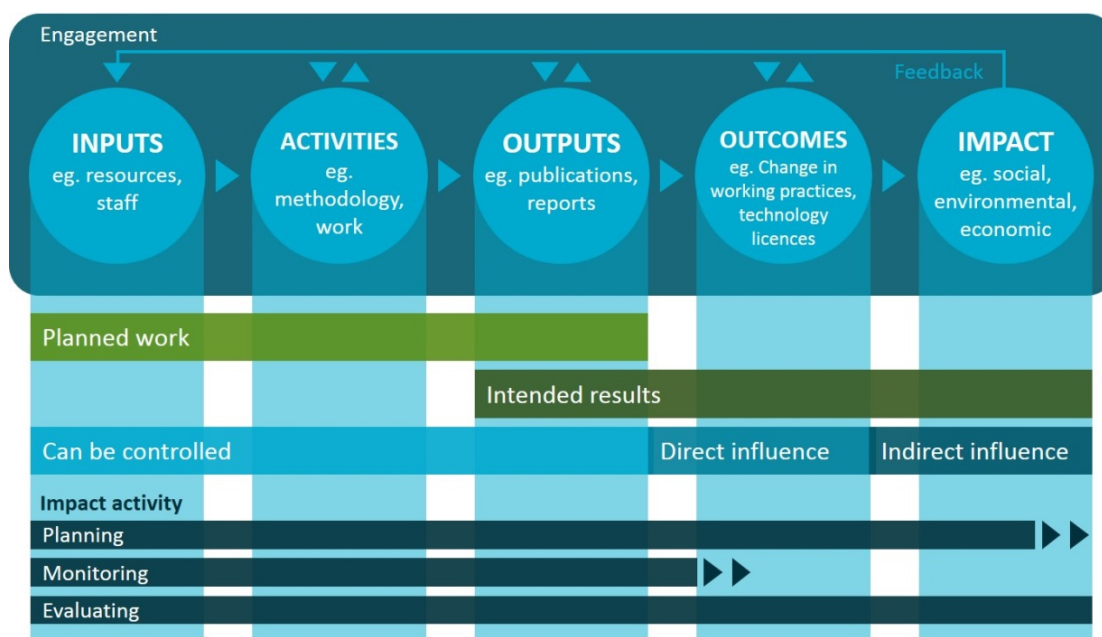 Engagement
Feedback
INPUTS
eg. resources,
staff
ACTIVITIES
eg.
methodology,
work
OUTPUTS
eg. publications,
reports
OUTCOMES
eg. Change in
working practices,
technology
licences
IMPACT
eg. social,
environmental,
economic
Planned work
Intended results
Can be controlled
Direct influence
Indirect influence
Impact activity
Planning
Monitoring
Evaluating